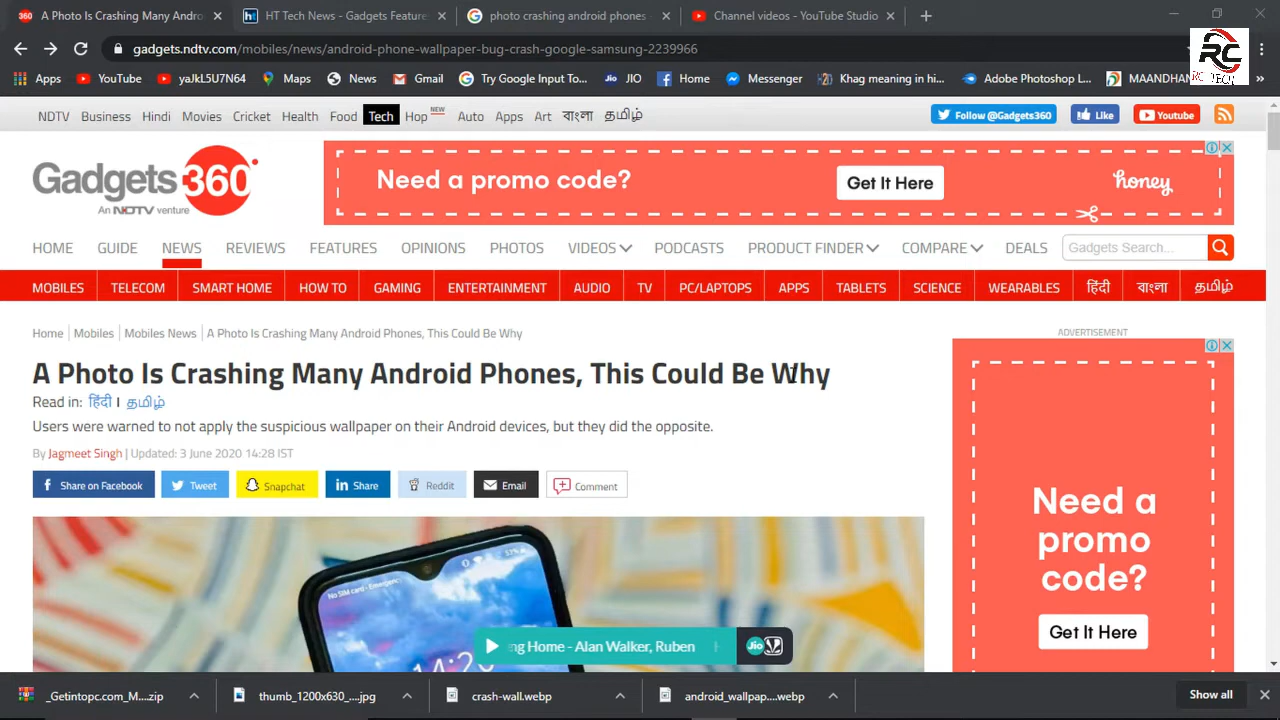 A Photo Is Crashing Many Andro
HT Tech News - Gadgets Feature
photo crashing android phones -
Channel videos - YouTube Studio
gadgets.ndtv.com/mobiles/news/android-phone-wallpaper-bug-crash-google-samsung-2239966
RC TECH
Apps YouTube yaJkL5U7N64 Maps News Gmail Try Google Input To... JIO Home Messenger Khag meaning in hi... Adobe Photoshop L... MAANDHAN
NDTV Business Hindi Movies Cricket Health Food Tech Hop NEW Auto Apps Art বাংলা தமிழ் Follow @Gadgets360 Like Youtube
Gadgets 360°
An NDTV venture
Need a promo code? Get It Here honey
HOME GUIDE NEWS REVIEWS FEATURES OPINIONS PHOTOS VIDEOS PODCASTS PRODUCT FINDER COMPARE DEALS Gadgets Search...
MOBILES TELECOM SMART HOME HOW TO GAMING ENTERTAINMENT AUDIO TV PC/LAPTOPS APPS TABLETS SCIENCE WEARABLES हिंदी বাংলা தமிழ்
Home Mobiles Mobiles News A Photo Is Crashing Many Android Phones, This Could Be Why
ADVERTISEMENT
A Photo Is Crashing Many Android Phones, This Could Be Why
Read in: हिंदी | தமிழ்
Users were warned to not apply the suspicious wallpaper on their Android devices, but they did the opposite.
By Jagmeet Singh | Updated: 3 June 2020 14:28 IST
Share on Facebook Tweet Snapchat Share Reddit Email Comment
Need a
promo
code?
Get It Here
No SIM card - Emergency
52%
14:20
ng Home - Alan Walker, Ruben
Jio
_Getintopc.com_M....zip thumb_1200x630_....jpg crash-wall.webp android_wallpap....webp Show all